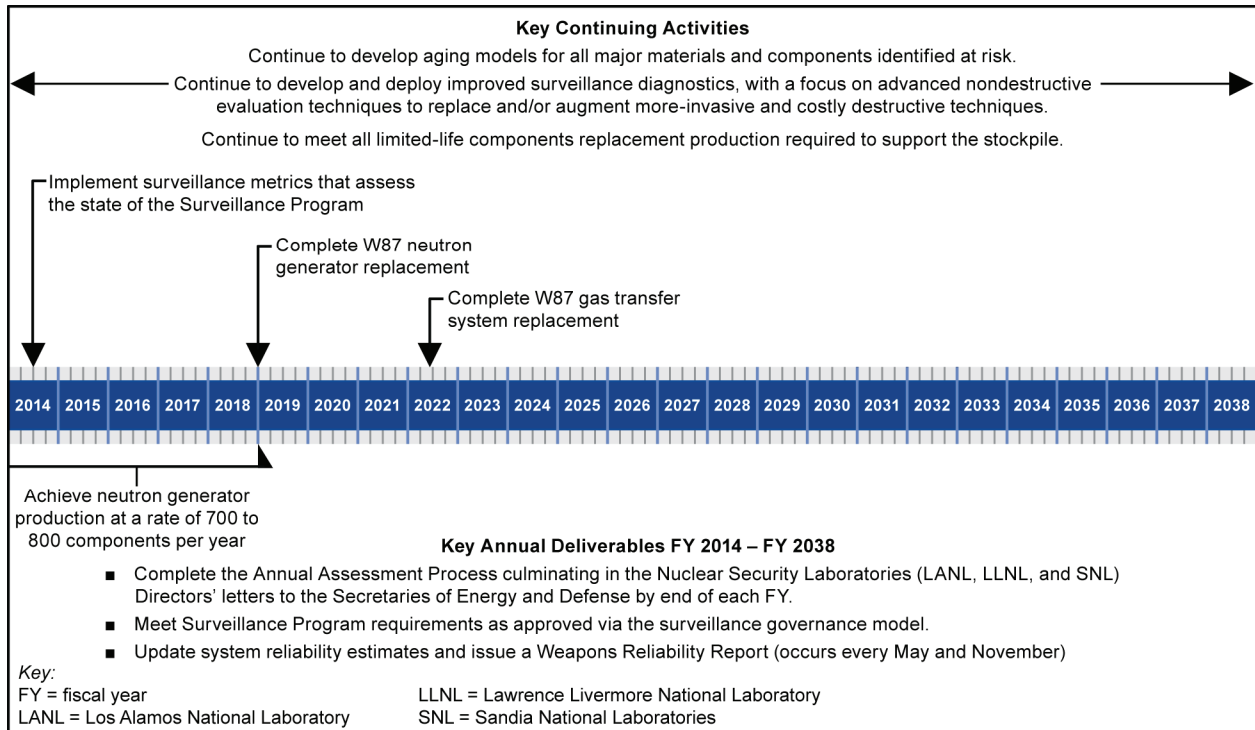 Key Continuing Activities
Continue to develop aging models for all major materials and components identified at risk.
Continue to develop and deploy improved surveillance diagnostics, with a focus on advanced nondestructive
evaluation techniques to replace and/or augment more-invasive and costly destructive techniques.
Continue to meet all limited-life components replacement production required to support the stockpile.
Implement surveillance metrics that assess
the state of the Surveillance Program
Complete W87 neutron
generator replacement
Complete W87 gas transfer
system replacement
2014 2015 2016 2017 2018 2019 2020 2021 2022 2023 2024 2025 2026 2027 2028 2029 2030 2031 2032 2033 2034 2035 2036 2037 2038
Achieve neutron generator
production at a rate of 700 to
800 components per year
Key Annual Deliverables FY 2014 – FY 2038
■ Complete the Annual Assessment Process culminating in the Nuclear Security Laboratories (LANL, LLNL, and SNL)
Directors’ letters to the Secretaries of Energy and Defense by end of each FY.
■ Meet Surveillance Program requirements as approved via the surveillance governance model.
■ Update system reliability estimates and issue a Weapons Reliability Report (occurs every May and November)
Key:
FY = fiscal year
LANL = Los Alamos National Laboratory
LLNL = Lawrence Livermore National Laboratory
SNL = Sandia National Laboratories